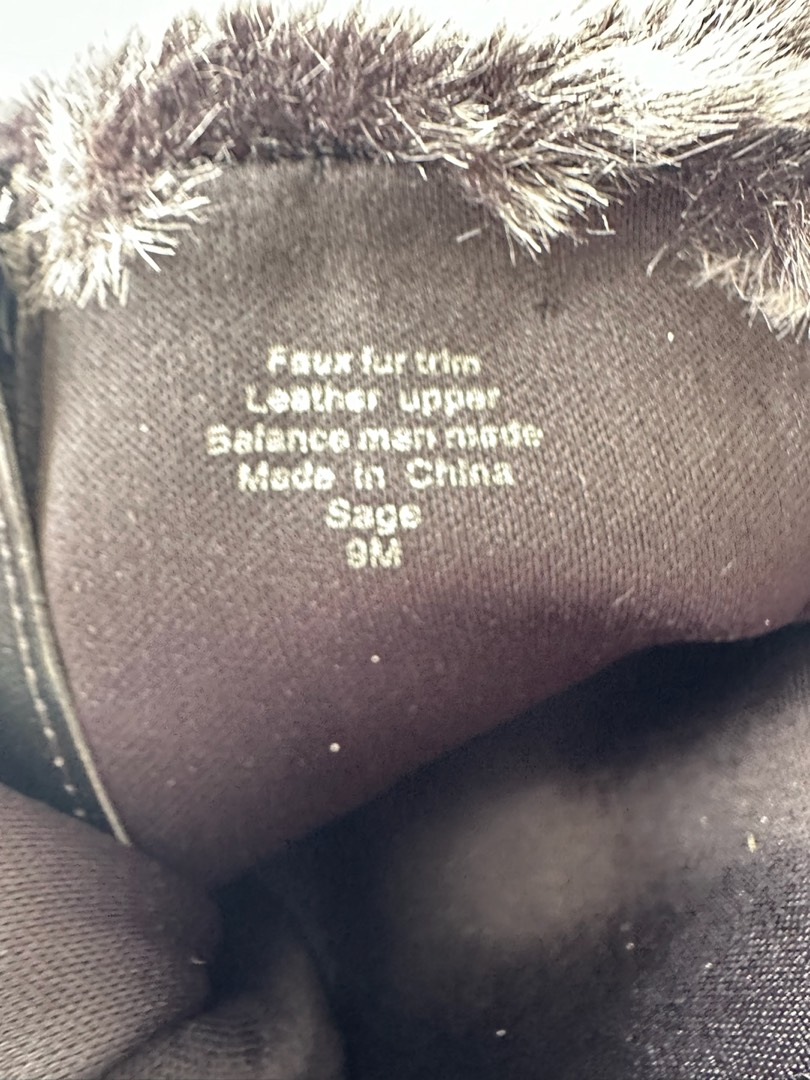 Faux fur trim
Leather upper
Balance man made
Made in China
Sage
9M